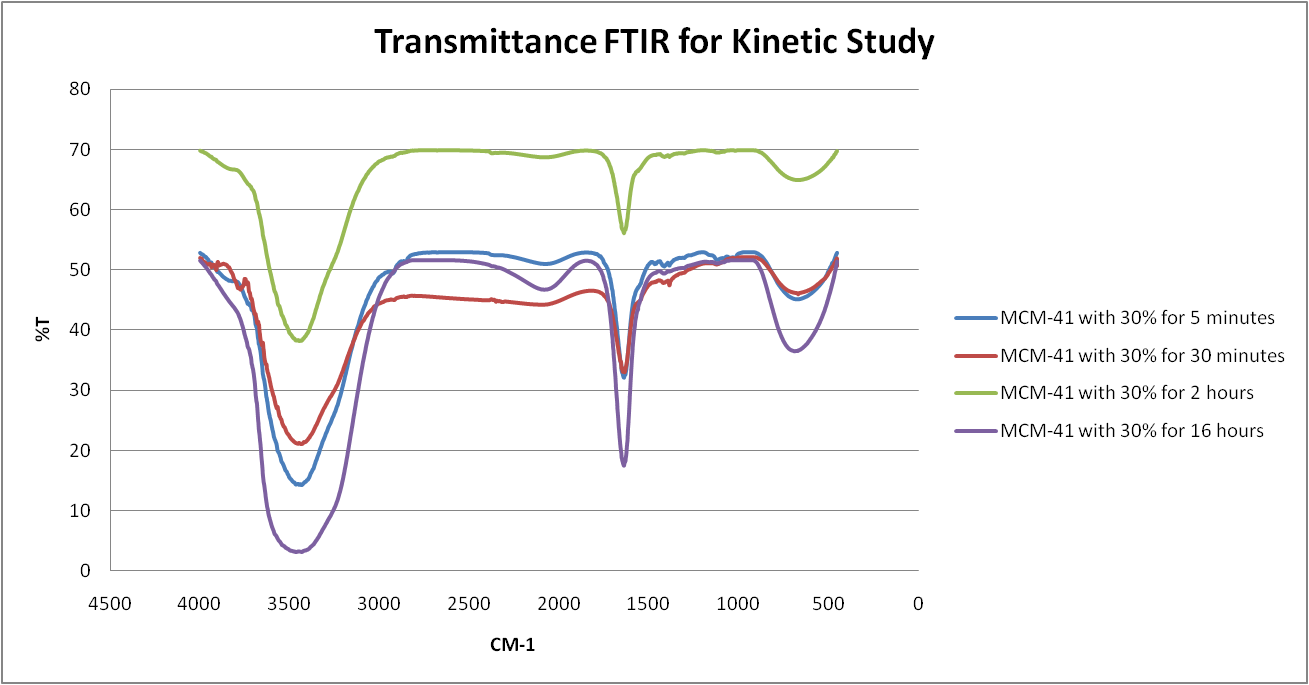 Transmittance FTIR for Kinetic Study
80
70
60
50
40
30
20
10
0
%T
4500 4000 3500 3000 2500 2000 1500 1000 500 0
CM-1
MCM-41 with 30% for 5 minutes
MCM-41 with 30% for 30 minutes
MCM-41 with 30% for 2 hours
MCM-41 with 30% for 16 hours